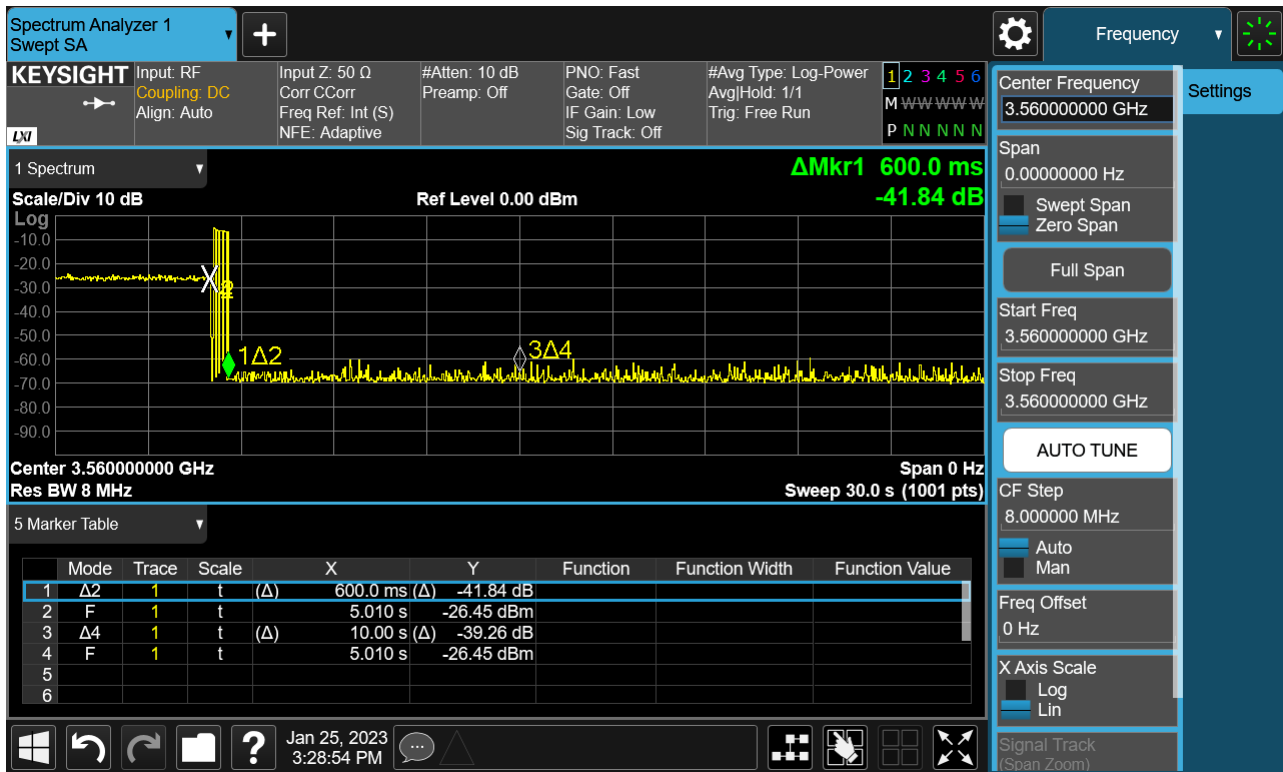 Spectrum Analyzer 1
Swept SA
Frequency
KEYSIGHT
LXI
Input: RF
Coupling: DC
Align: Auto
Input Z: 50 Ω
Corr CCorr
Freq Ref: Int (S)
NFE: Adaptive
#Atten: 10 dB
Preamp: Off
PNO: Fast
Gate: Off
IF Gain: Low
Sig Track: Off
#Avg Type: Log-Power
Avg|Hold: 1/1
Trig: Free Run
1 2 3 4 5 6
M W W W W W
P N N N N N
1 Spectrum
ΔMkr1 600.0 ms
-41.84 dB
Scale/Div 10 dB
Ref Level 0.00 dBm
Log
-10.0
-20.0
-30.0
-40.0
-50.0
-60.0
-70.0
-80.0
-90.0
X
1Δ2
3Δ4
Center 3.560000000 GHz
Span 0 Hz
Res BW 8 MHz
Sweep 30.0 s (1001 pts)
5 Marker Table
Mode Trace Scale X Y Function Function Width Function Value
1 Δ2 1 t (Δ) 600.0 ms (Δ) -41.84 dB
2 F 1 t 5.010 s -26.45 dBm
3 Δ4 1 t (Δ) 10.00 s (Δ) -39.26 dB
4 F 1 t 5.010 s -26.45 dBm
5
6
Jan 25, 2023
3:28:54 PM
Center Frequency
3.560000000 GHz
Settings
Span
0.00000000 Hz
Swept Span
Zero Span
Full Span
Start Freq
3.560000000 GHz
Stop Freq
3.560000000 GHz
AUTO TUNE
CF Step
8.000000 MHz
Auto
Man
Freq Offset
0 Hz
X Axis Scale
Log
Lin
Signal Track
(Span Zoom)